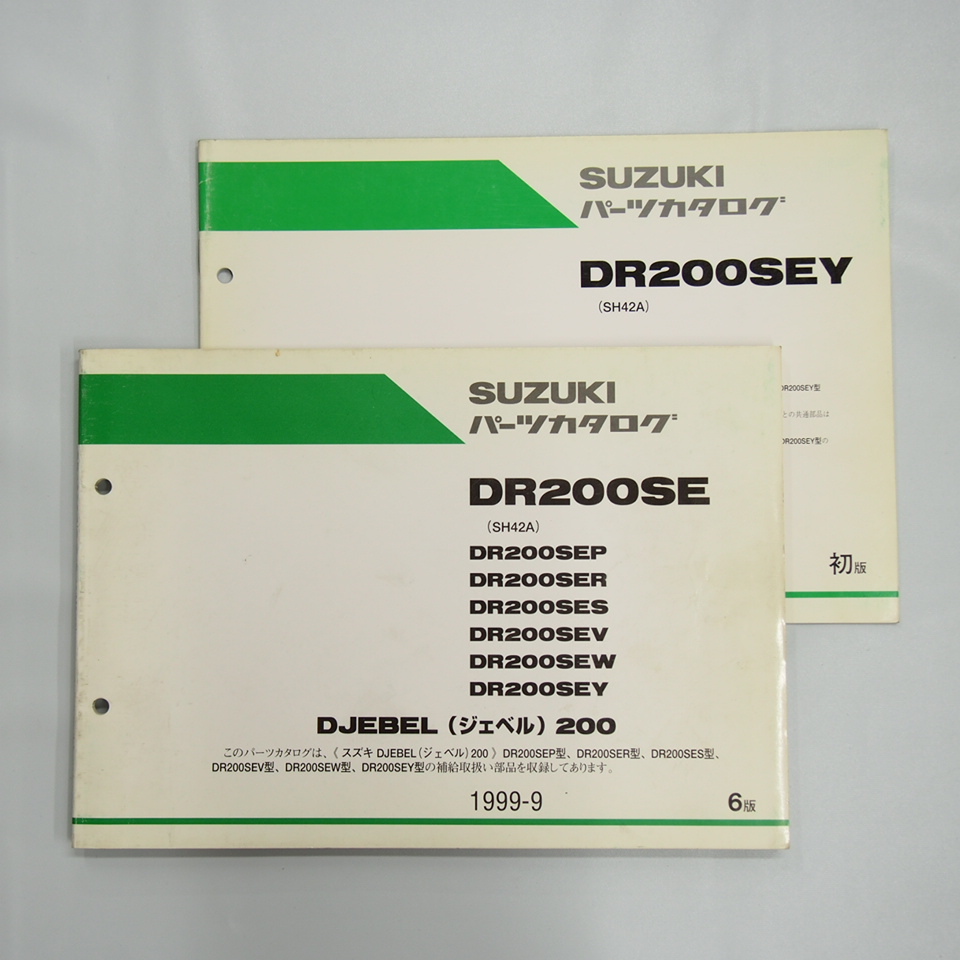 SUZUKI
パーツカタログ
DR200SEY
(SH42A)
DR200SEY型
との共通部品は
DR200SEY型の
初版
SUZUKI
パーツカタログ
DR200SE
(SH42A)
DR200SEP
DR200SER
DR200SES
DR200SEV
DR200SEW
DR200SEY
DJEBEL(ジェベル)200
このパーツカタログは、《スズキ DJEBEL(ジェベル)200》DR200SEP型、DR200SER型、DR200SES型、
DR200SEV型、DR200SEW型、DR200SEY型の補給取扱い部品を収録してあります。
1999-9
6版